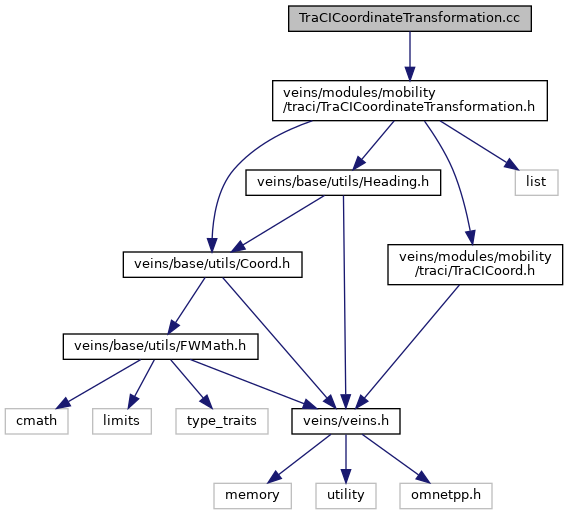 TraCICoordinateTransformation.cc
veins/modules/mobility
/traci/TraCICoordinateTransformation.h
veins/base/utils/Heading.h
list
veins/base/utils/Coord.h
veins/modules/mobility
/traci/TraCICoord.h
veins/base/utils/FWMath.h
cmath
limits
type_traits
veins/veins.h
memory
utility
omnetpp.h